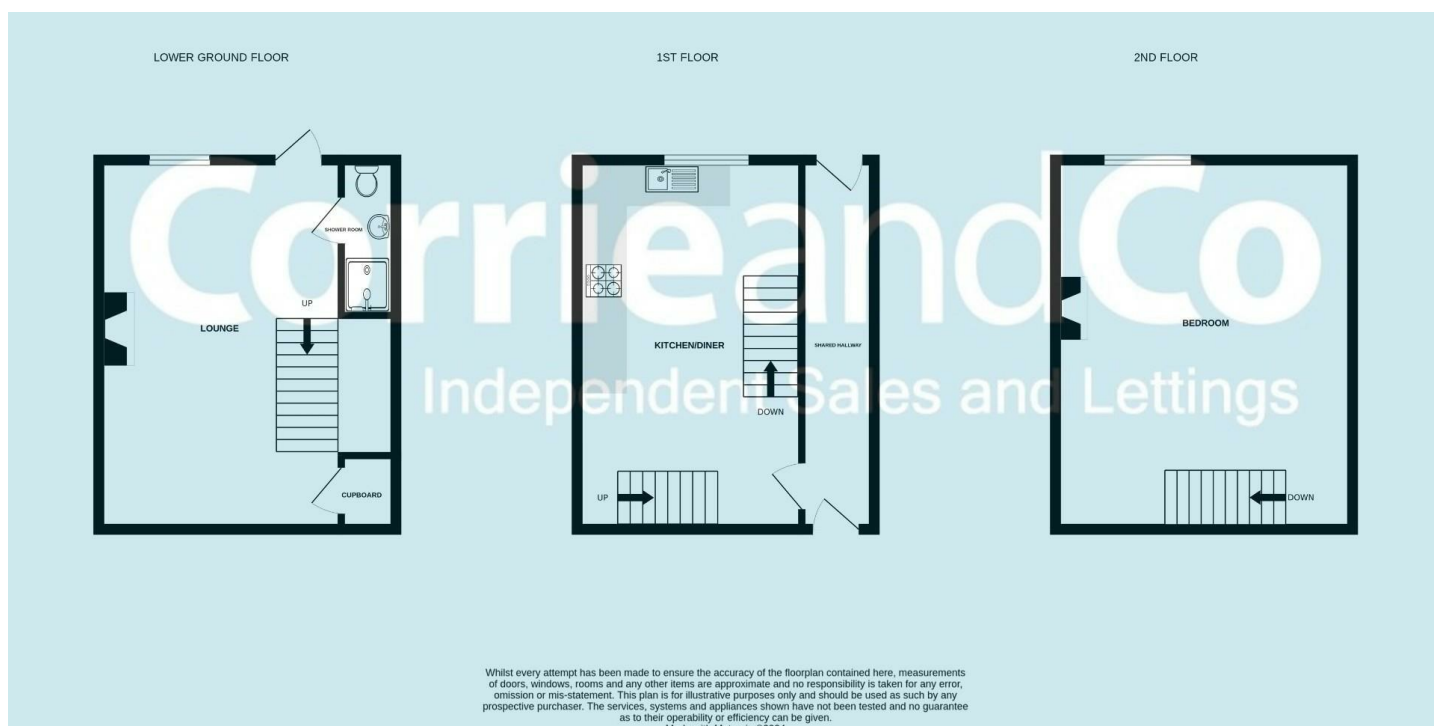 LOWER GROUND FLOOR
1ST FLOOR
2ND FLOOR
CorrieandCo
Independent Sales and Lettings
SHOWER ROOM
UP
LOUNGE
CUPBOARD
KITCHEN/DINER
SHARED HALLWAY
DOWN
UP
BEDROOM
DOWN
Whilst every attempt has been made to ensure the accuracy of the floorplan contained here, measurements
of doors, windows, rooms and any other items are approximate and no responsibility is taken for any error,
omission or mis-statement. This plan is for illustrative purposes only and should be used as such by any
prospective purchaser. The services, systems and appliances shown have not been tested and no guarantee
as to their operability or efficiency can be given.